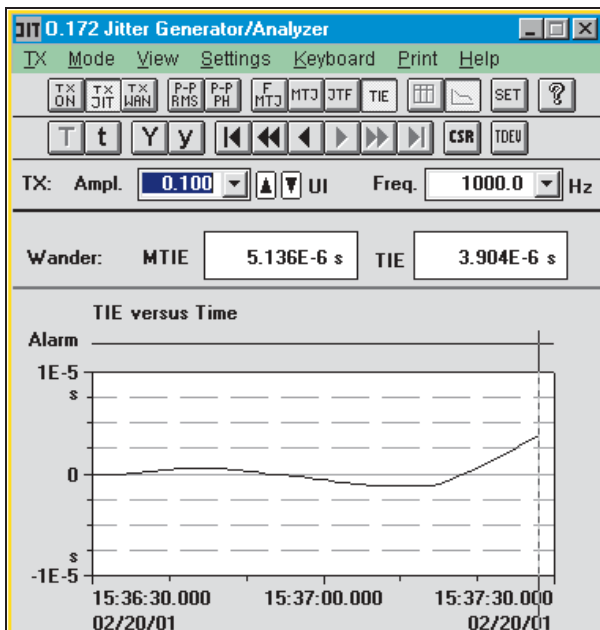 JIT O.172 Jitter Generator/Analyzer
TX Mode View Settings Keyboard Print Help
TX ON TX JIT TX WAN P-P RMS P-P PH F MTJ MTJ JTF TIE SET ?
T t Y y CSR TDEV
TX: Ampl. 0.100 UI Freq. 1000.0 Hz
Wander: MTIE 5.136E-6 s TIE 3.904E-6 s
TIE versus Time
Alarm
1E-5
s
0
s
-1E-5
15:36:30.000 15:37:00.000 15:37:30.000
02/20/01 02/20/01